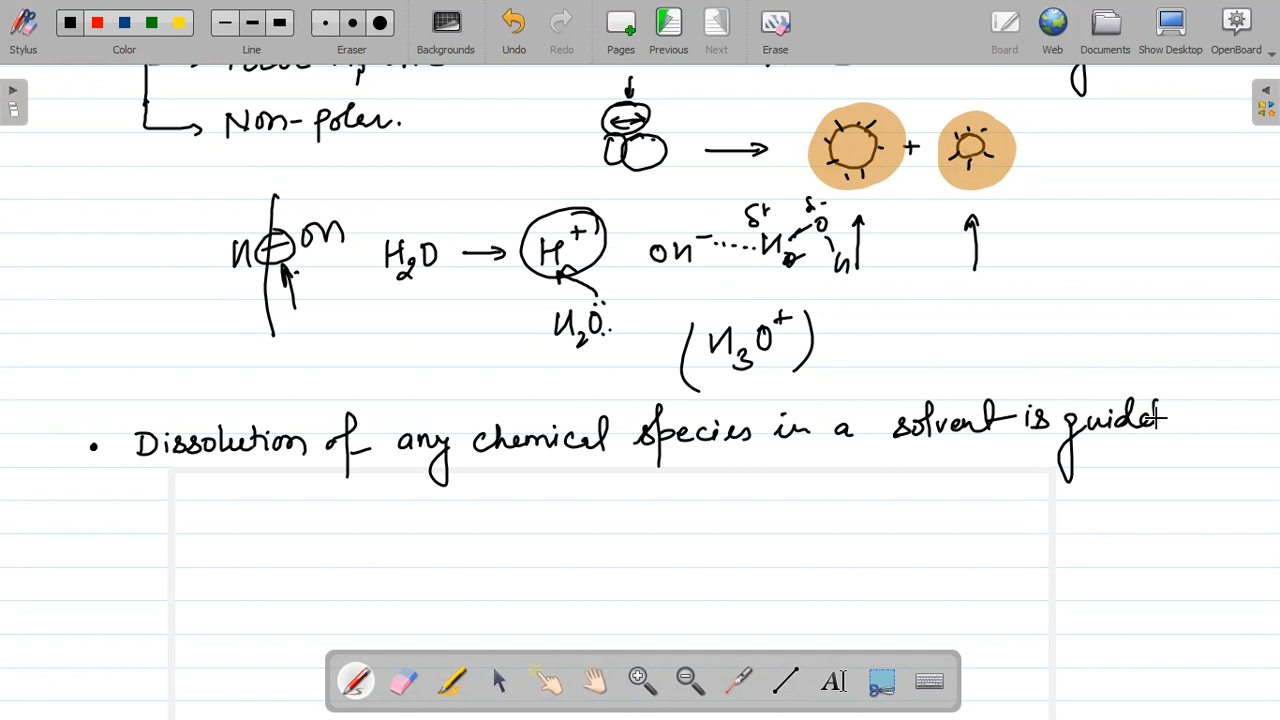 Stylus Color Line Eraser Backgrounds Undo Redo Pages Previous Next Erase Board Web Documents Show Desktop OpenBoard
Non-polar.
+
H – OH H2O → H+ OH- δ+ H O δ- H
H2O
(H3O+)
• Dissolution of any chemical species in a solvent is guided